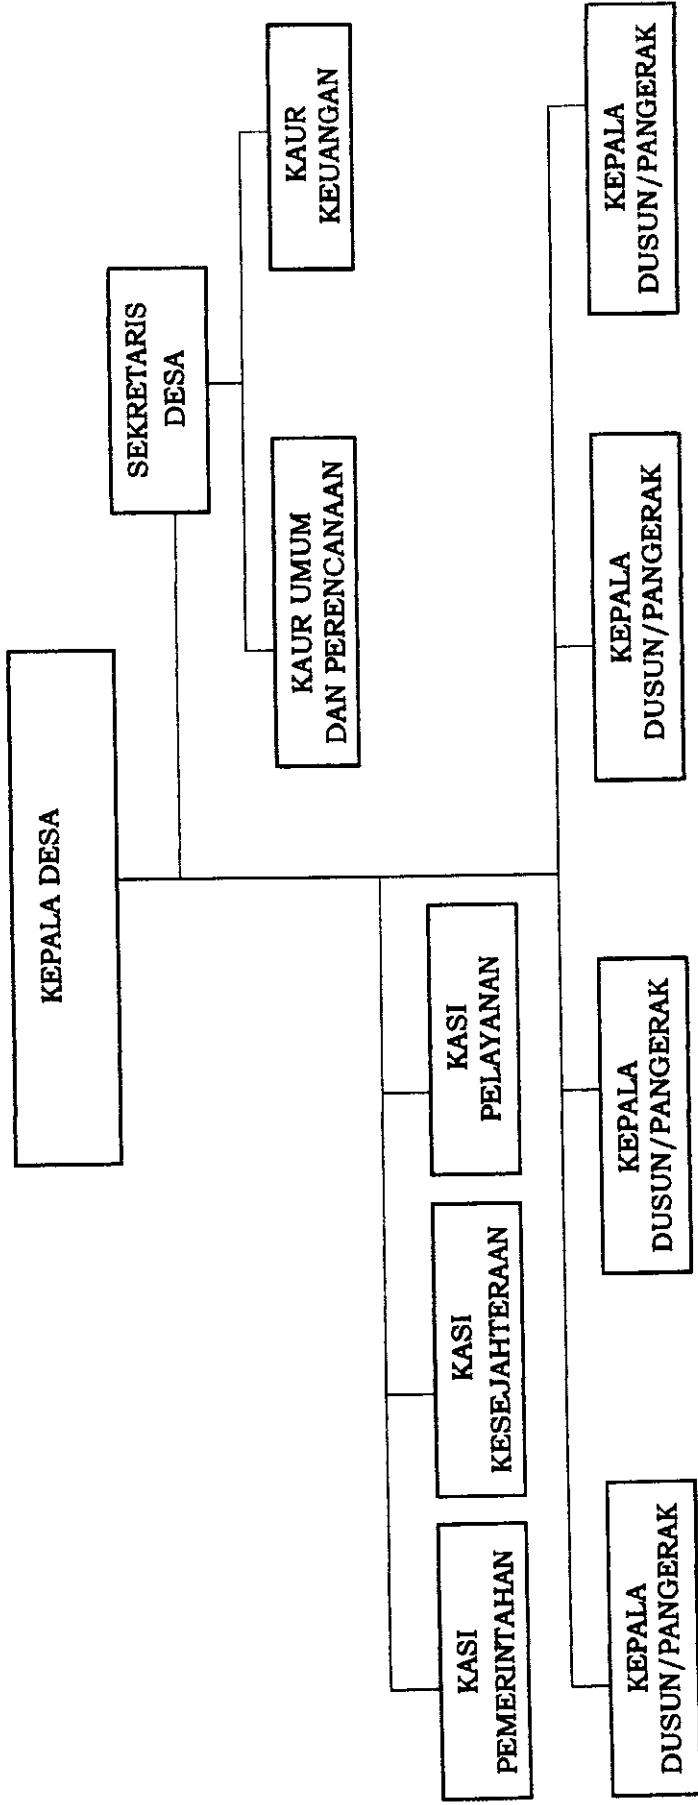 KEPALA DESA
SEKRETARIS
DESA
KAUR UMUM
DAN PERENCANAAN
KAUR
KEUANGAN
KASI
PEMERINTAHAN
KASI
KESEJAHTERAAN
KASI
PELAYANAN
KEPALA
DUSUN/PANGERAK
KEPALA
DUSUN/PANGERAK
KEPALA
DUSUN/PANGERAK
KEPALA
DUSUN/PANGERAK